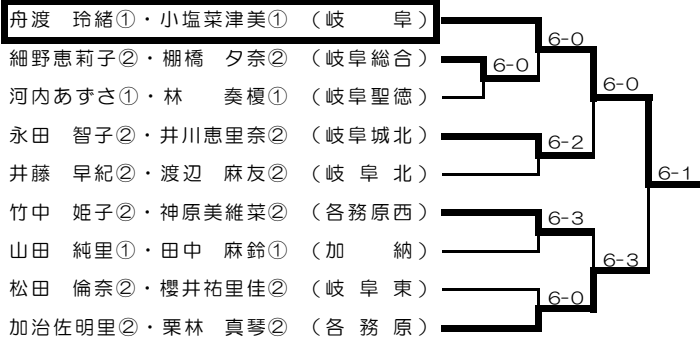 舟渡　玲緒①・小塩菜津美①　（岐　　阜）
6-0
細野恵莉子②・棚橋　夕奈②　（岐阜総合）
6-0
6-0
河内あずさ①・林　　奏榎①　（岐阜聖徳）
永田　智子②・井川恵里奈②　（岐阜城北）
6-2
井藤　早紀②・渡辺　麻友②　（岐 阜 北）
6-1
竹中　姫子②・神原美維菜②　（各務原西）
6-3
山田　純里①・田中　麻鈴①　（加　　納）
6-3
松田　倫奈②・櫻井祐里佳②　（岐 阜 東）
6-0
加治佐明里②・栗林　真琴②　（各 務 原）